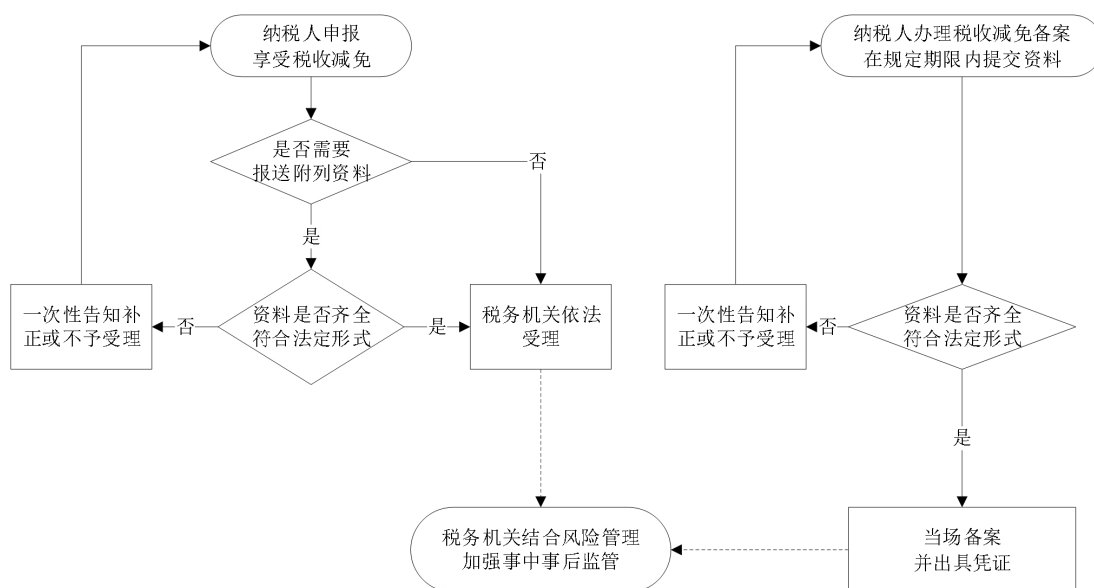 纳税人申报
享受税收减免
是否需要
报送附列资料
否
是
一次性告知补
正或不予受理
否
资料是否齐全
符合法定形式
是
税务机关依法
受理
纳税人办理税收减免备案
在规定期限内提交资料
一次性告知补
正或不予受理
否
资料是否齐全
符合法定形式
是
税务机关结合风险管理
加强事中事后监管
当场备案
并出具凭证